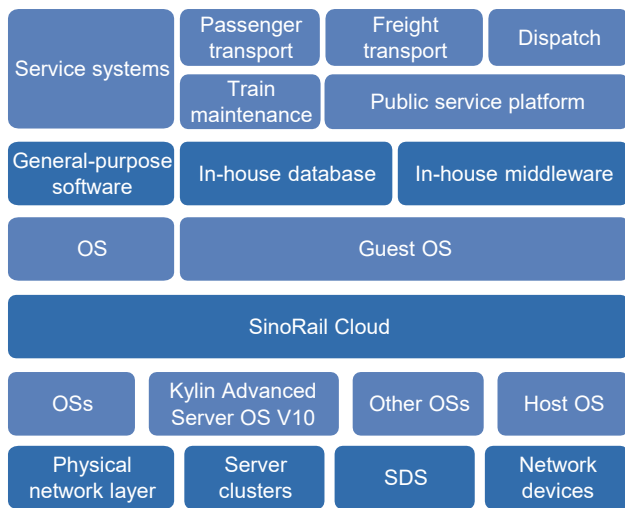 Service systems
Passenger
transport
Freight
transport
Dispatch
Train
maintenance
Public service platform
General-purpose
software
In-house database
In-house middleware
OS
Guest OS
SinoRail Cloud
OSs
Kylin Advanced
Server OS V10
Other OSs
Host OS
Physical
network layer
Server
clusters
SDS
Network
devices